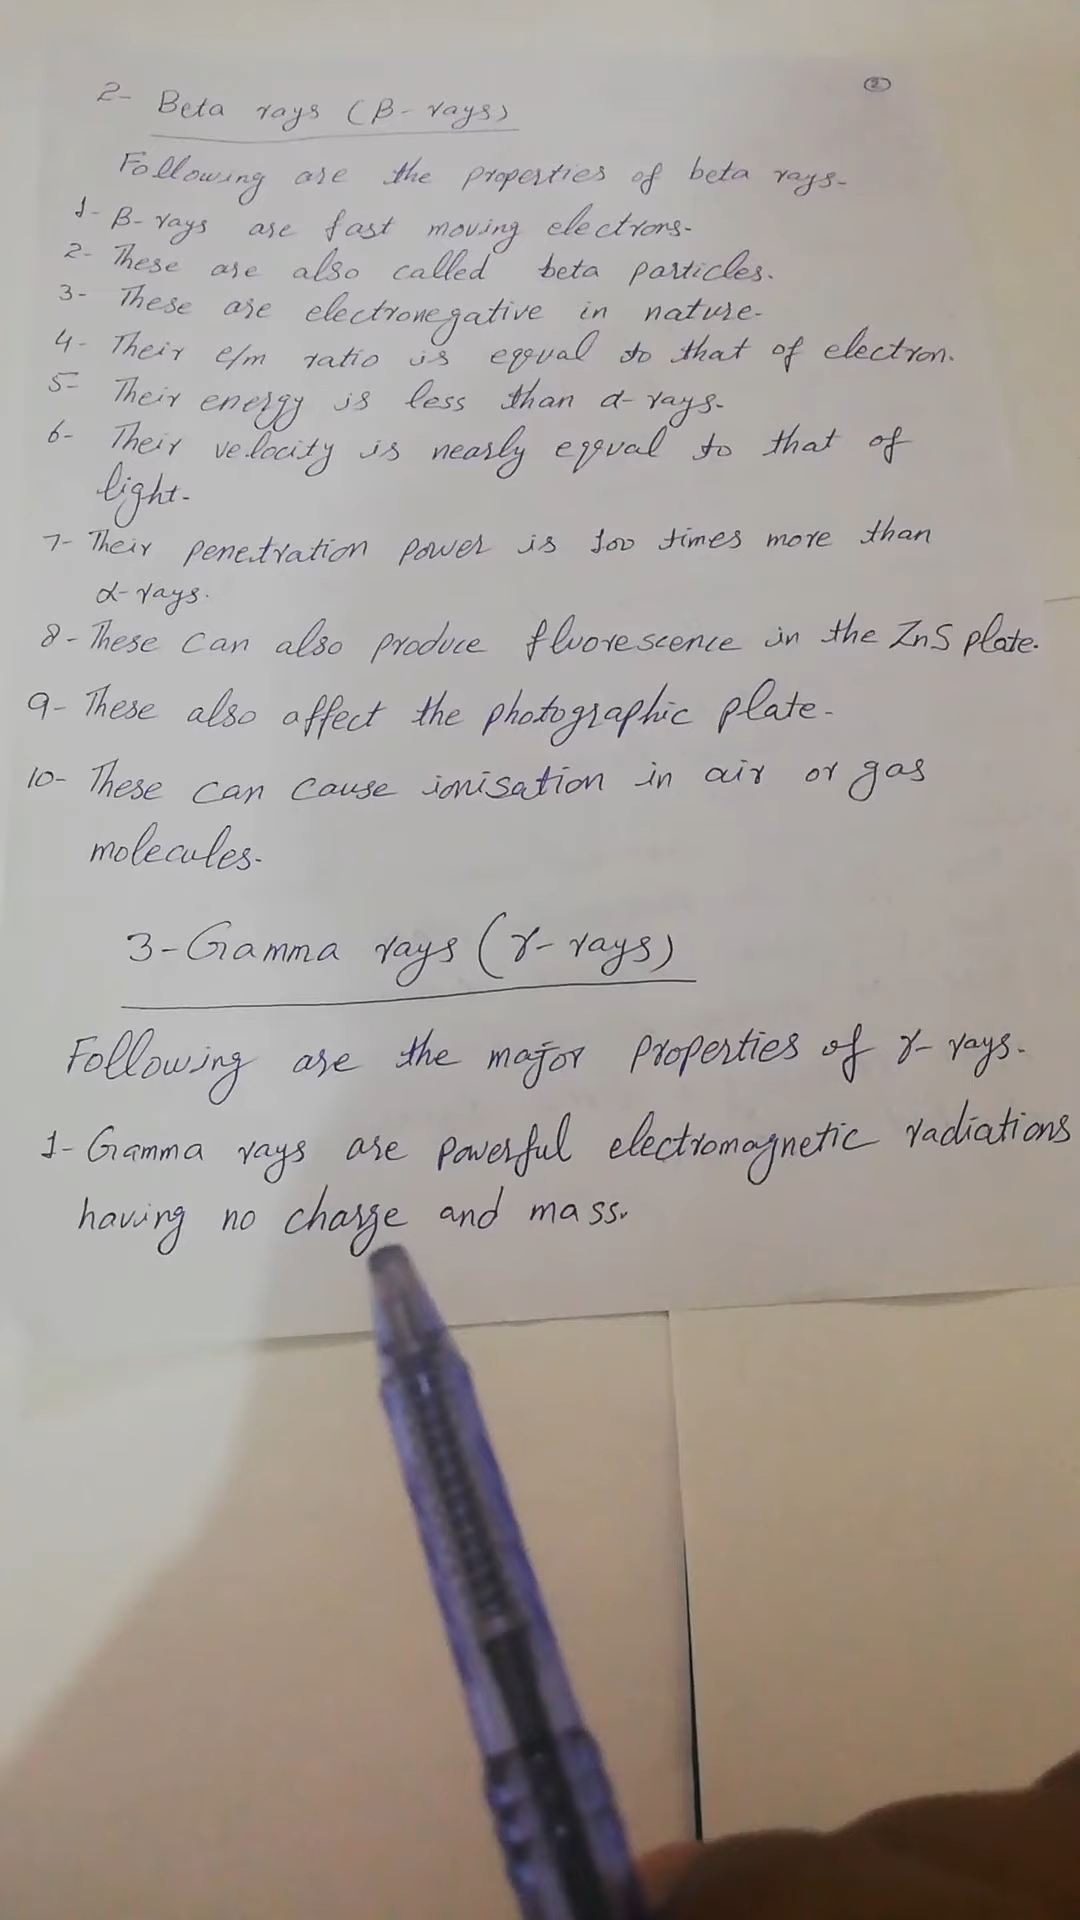 ②
2- Beta rays (β-rays)
Following are the properties of beta rays-
1- β-rays are fast moving electrons-
2- These are also called beta particles.
3- These are electronegative in nature-
4- Their e/m ratio is eqqual to that of electron.
5- Their energy is less than α-rays-
6- Their velocity is nearly eqqual to that of
light-
7- Their penetration power is 100 times more than
α-rays.
8- These can also produce fluorescence in the ZnS plate.
9- These also affect the photographic plate-
10- These can cause ionisation in air or gas
molecules-
3- Gamma rays (γ-rays)
Following are the major properties of γ-rays-
1- Gamma rays are powerful electromagnetic radiations
having no charge and mass.